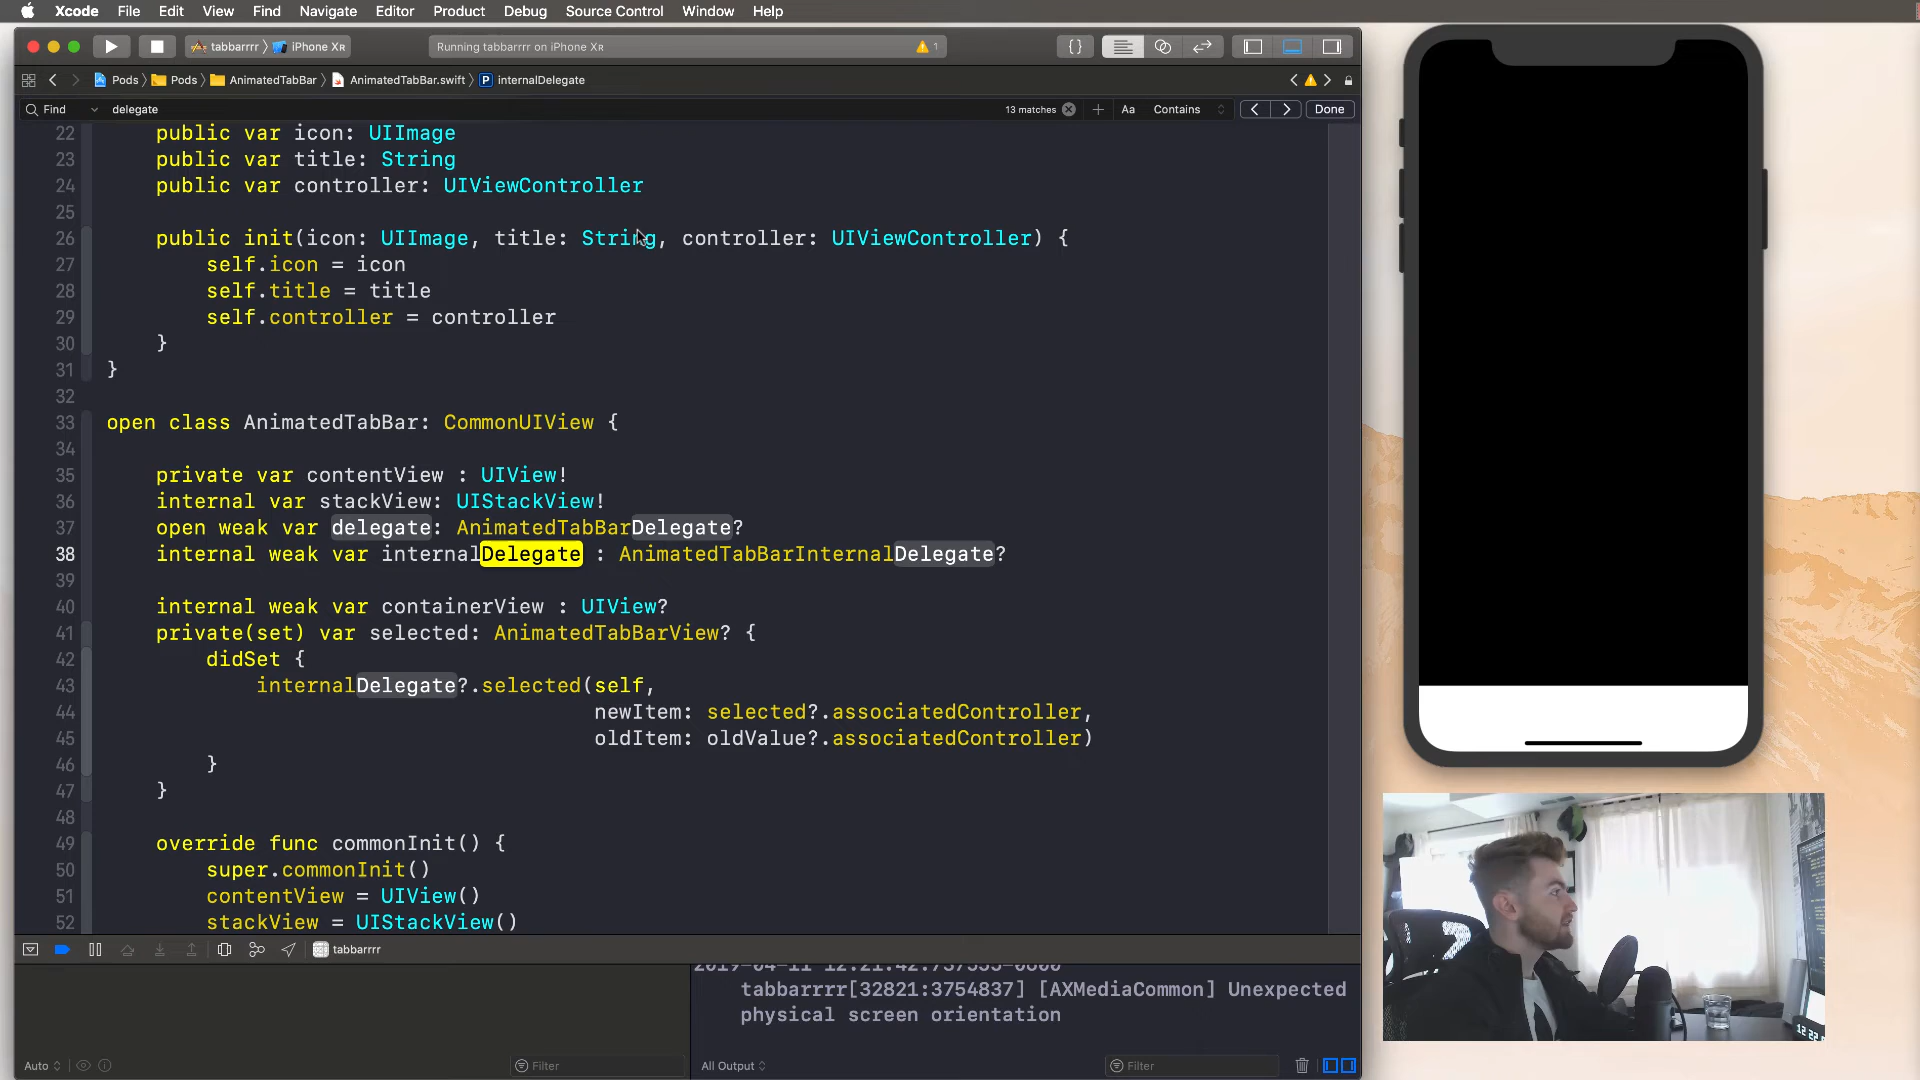 Xcode File Edit View Find Navigate Editor Product Debug Source Control Window Help
tabbarrrr iPhone XR Running tabbarrrr on iPhone XR 1
Pods Pods AnimatedTabBar AnimatedTabBar.swift P internalDelegate
Find delegate 13 matches Aa Contains Done
22 public var icon: UIImage
23 public var title: String
24 public var controller: UIViewController
25
26 public init(icon: UIImage, title: String, controller: UIViewController) {
27 self.icon = icon
28 self.title = title
29 self.controller = controller
30 }
31 }
32
33 open class AnimatedTabBar: CommonUIView {
34
35 private var contentView : UIView!
36 internal var stackView: UIStackView!
37 open weak var delegate: AnimatedTabBarDelegate?
38 internal weak var internalDelegate : AnimatedTabBarInternalDelegate?
39
40 internal weak var containerView : UIView?
41 private(set) var selected: AnimatedTabBarView? {
42 didSet {
43 internalDelegate?.selected(self,
44 newItem: selected?.associatedController,
45 oldItem: oldValue?.associatedController)
46 }
47 }
48
49 override func commonInit() {
50 super.commonInit()
51 contentView = UIView()
52 stackView = UIStackView()
tabbarrrr
tabbarrrr[32821:3754837] [AXMediaCommon] Unexpected
physical screen orientation
Auto Filter All Output Filter